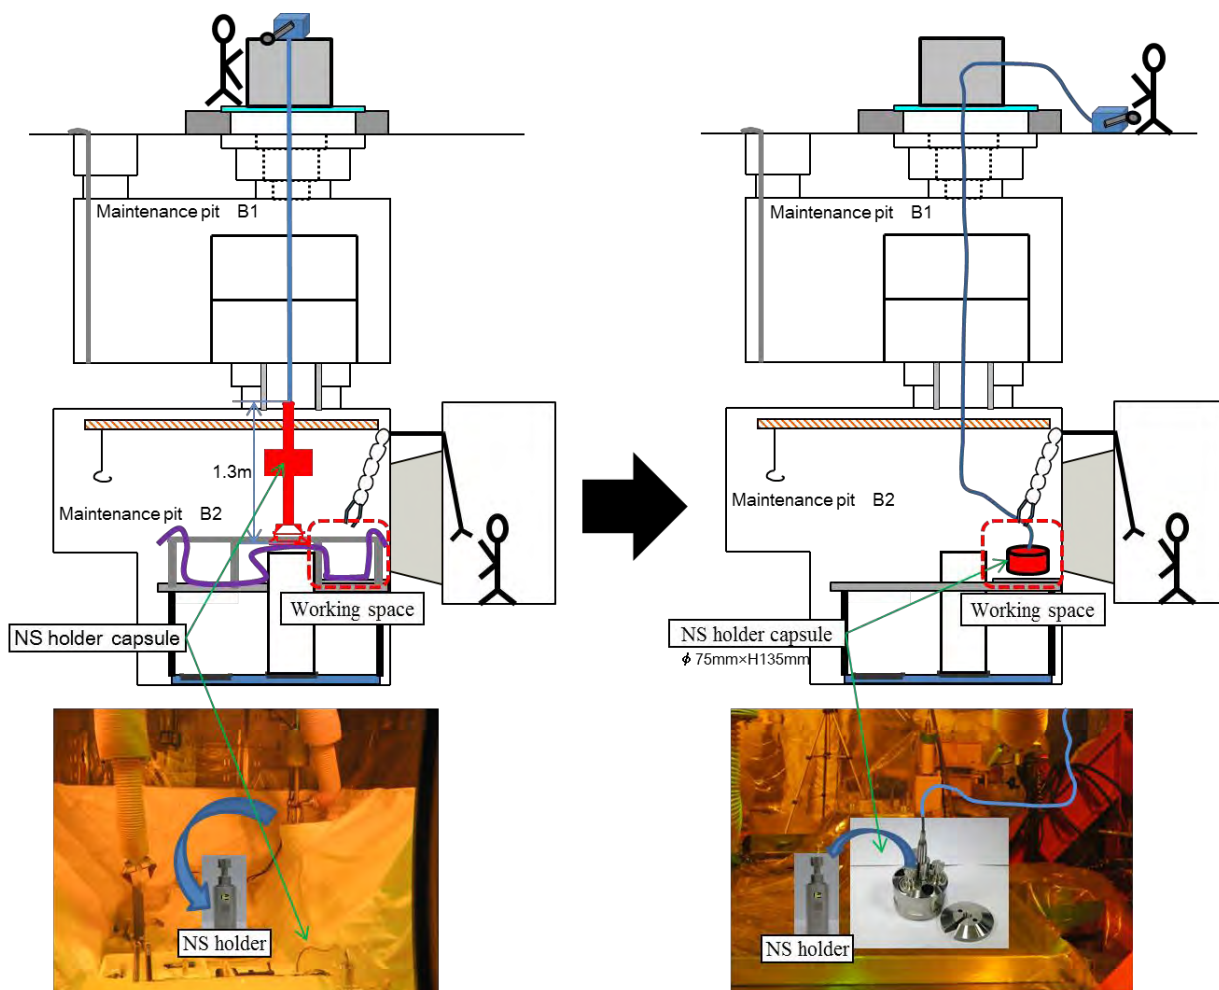 Maintenance pit B1
1.3m
Maintenance pit B2
Working space
NS holder capsule
NS holder
Maintenance pit B1
Maintenance pit B2
Working space
NS holder capsule
ϕ 75mm×H135mm
NS holder